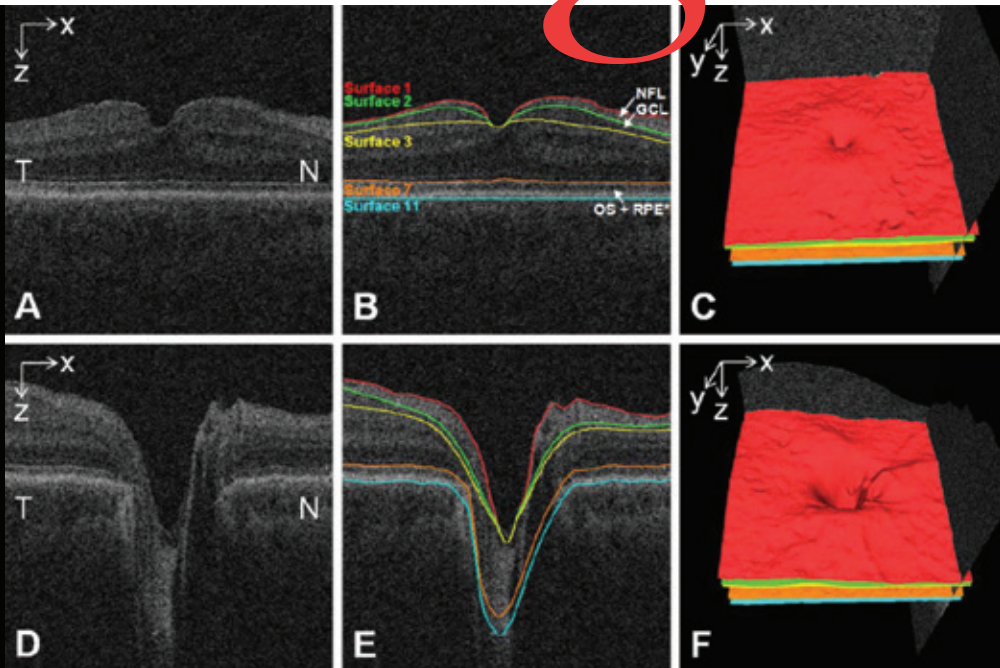 x
z
T
N
A
Surface 1
Surface 2
NFL
GCL
Surface 3
Surface 7
Surface 11
OS + RPE*
B
x
y
z
C
x
z
T
N
D
E
x
y
z
F